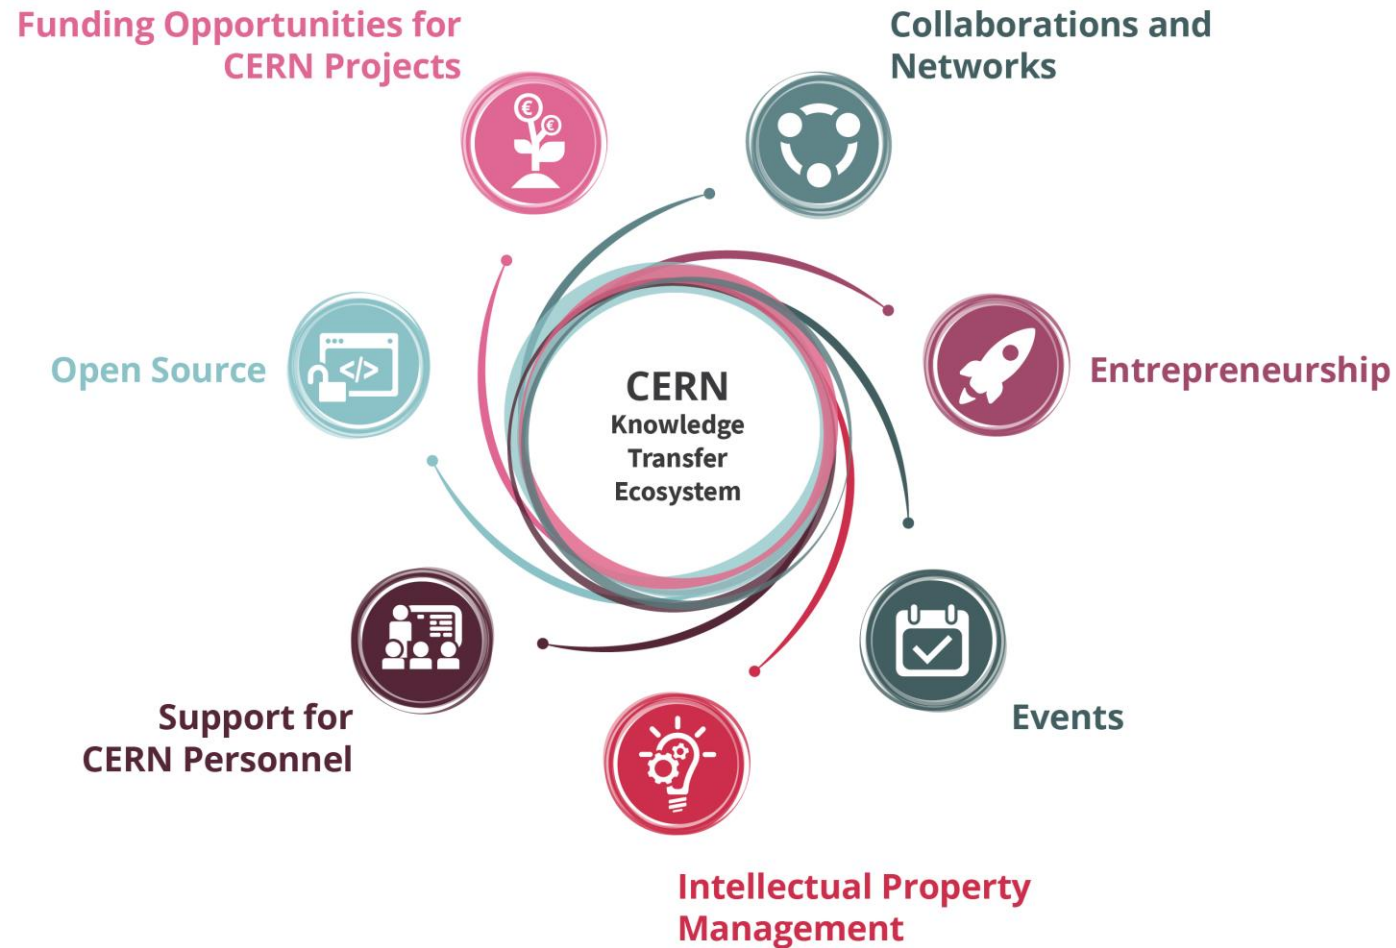 Funding Opportunities for
CERN Projects
Collaborations and
Networks
€
€
Open Source
</>
CERN
Knowledge
Transfer
Ecosystem
Entrepreneurship
Support for
CERN Personnel
Events
Intellectual Property
Management